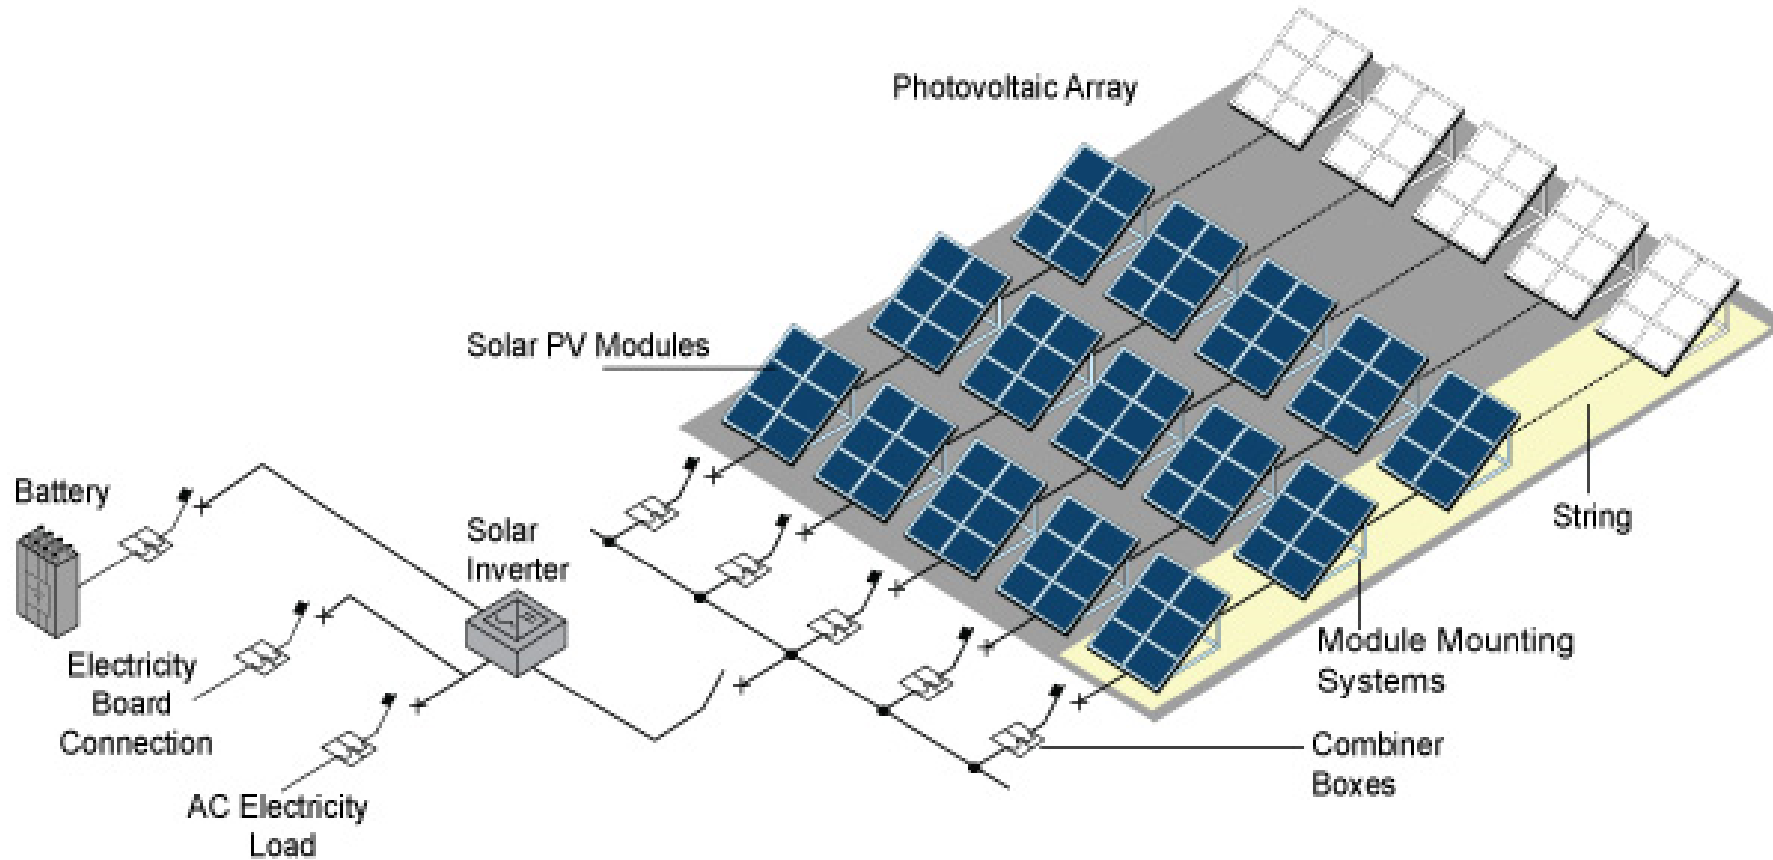 Photovoltaic Array
Solar PV Modules
Battery
Solar
Inverter
String
Electricity
Board
Connection
Module Mounting
Systems
Combiner
Boxes
AC Electricity
Load